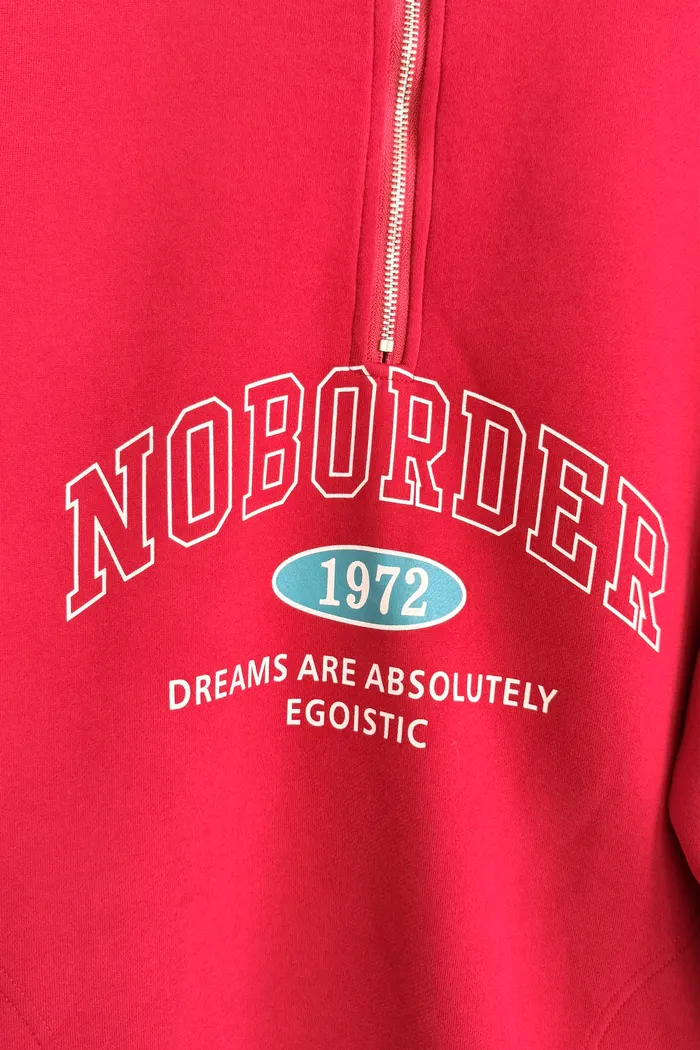 NOBORDER
1972
DREAMS ARE ABSOLUTELY
EGOISTIC